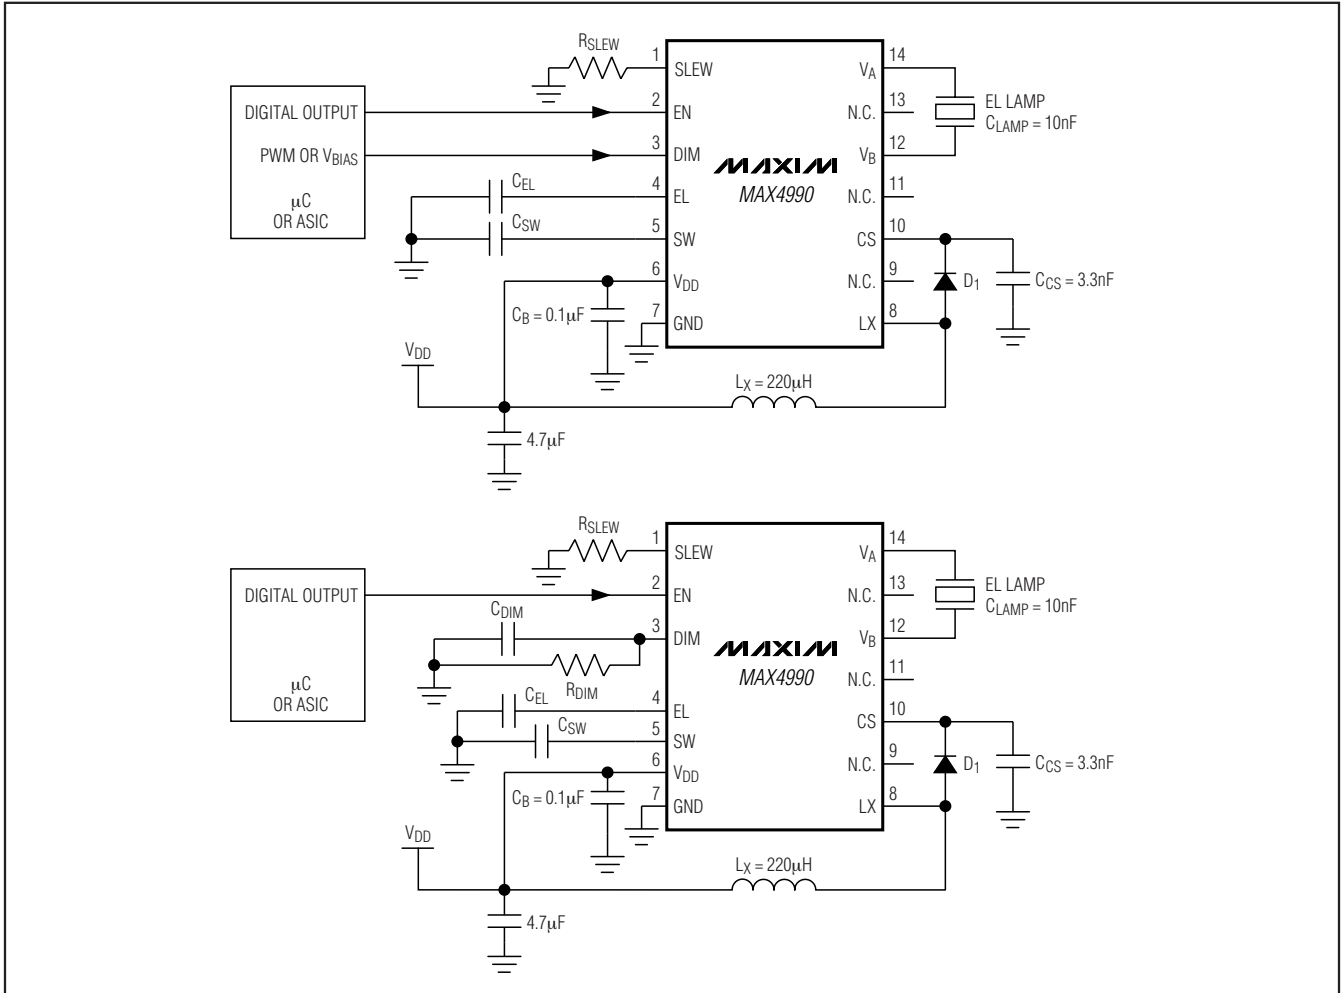 RSLEW
1
SLEW
VA
14
DIGITAL OUTPUT
2
EN
N.C.
13
EL LAMP
CLAMP = 10nF
PWM OR VBIAS
3
DIM
VB
12
MAXIM
MAX4990
µC
OR ASIC
CEL
4
EL
N.C.
11
CSW
5
SW
CS
10
6
VDD
N.C.
9
D1
CCS = 3.3nF
CB = 0.1µF
7
GND
LX
8
VDD
LX = 220µH
4.7µF
RSLEW
1
SLEW
VA
14
DIGITAL OUTPUT
2
EN
N.C.
13
EL LAMP
CLAMP = 10nF
CDIM
3
DIM
VB
12
MAXIM
MAX4990
µC
OR ASIC
RDIM
N.C.
11
CEL
4
EL
CS
10
CSW
5
SW
6
VDD
N.C.
9
D1
CCS = 3.3nF
CB = 0.1µF
7
GND
LX
8
VDD
LX = 220µH
4.7µF